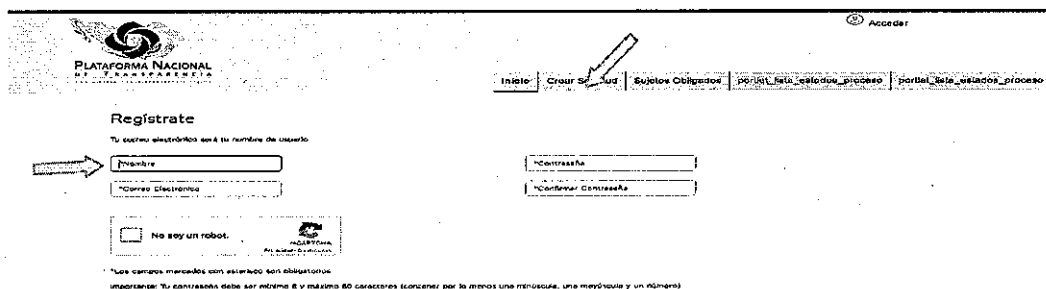 Acceder
PLATAFORMA NACIONAL
DE TRANSPARENCIA
Inicio
Sujetos Obligados
portlet_lista_estados_proceso
portlet_lista_estados_proceso
Regístrate
Tu correo electrónico será tu nombre de usuario
*Nombre
*Contraseña
*Correo Electrónico
*Confirmar Contraseña
No soy un robot.
reCAPTCHA
*Los campos marcados con asterisco son obligatorios
Importante: Tu contraseña debe ser mínimo 8 y máximo 60 caracteres (contener por lo menos una minúscula, una mayúscula y un número)